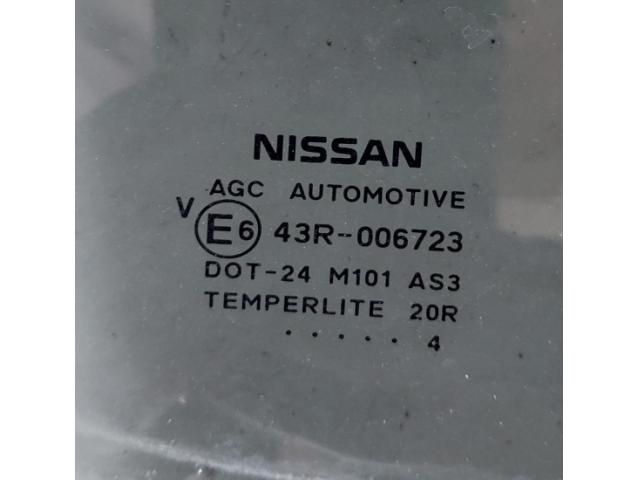 NISSAN
AGC AUTOMOTIVE
V E6 43R-006723
DOT-24 M101 AS3
TEMPERLITE 20R
. . . . . 4